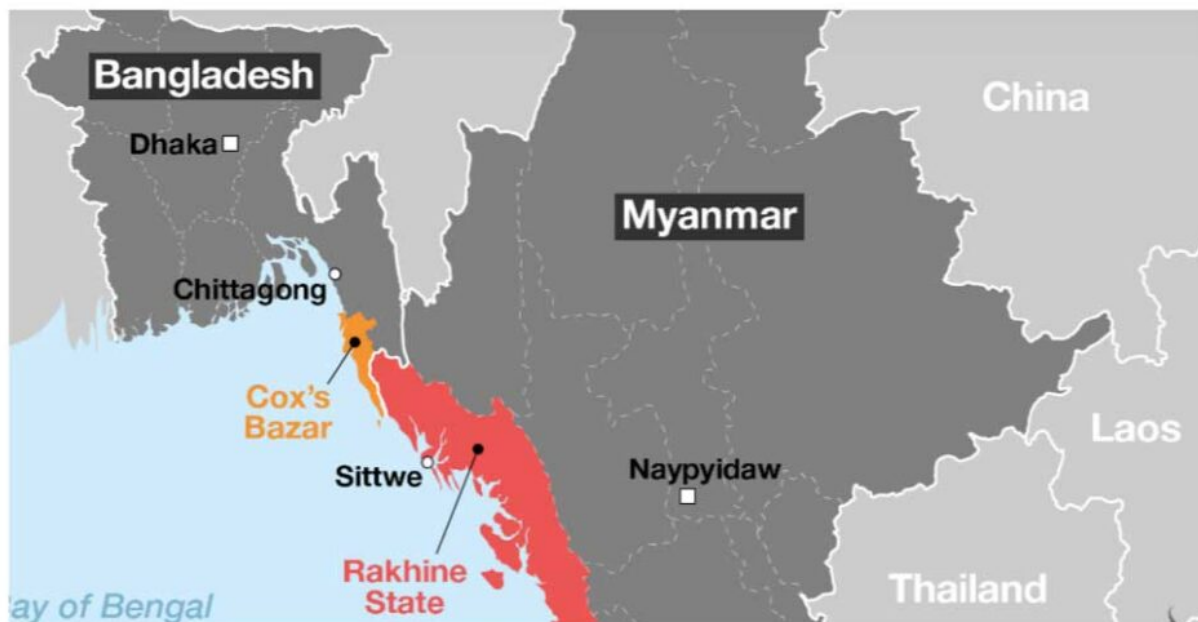 Bangladesh
China
Dhaka
Myanmar
Chittagong
Cox's
Bazar
Laos
Sittwe
Naypyidaw
Rakhine
State
Thailand
ay of Bengal